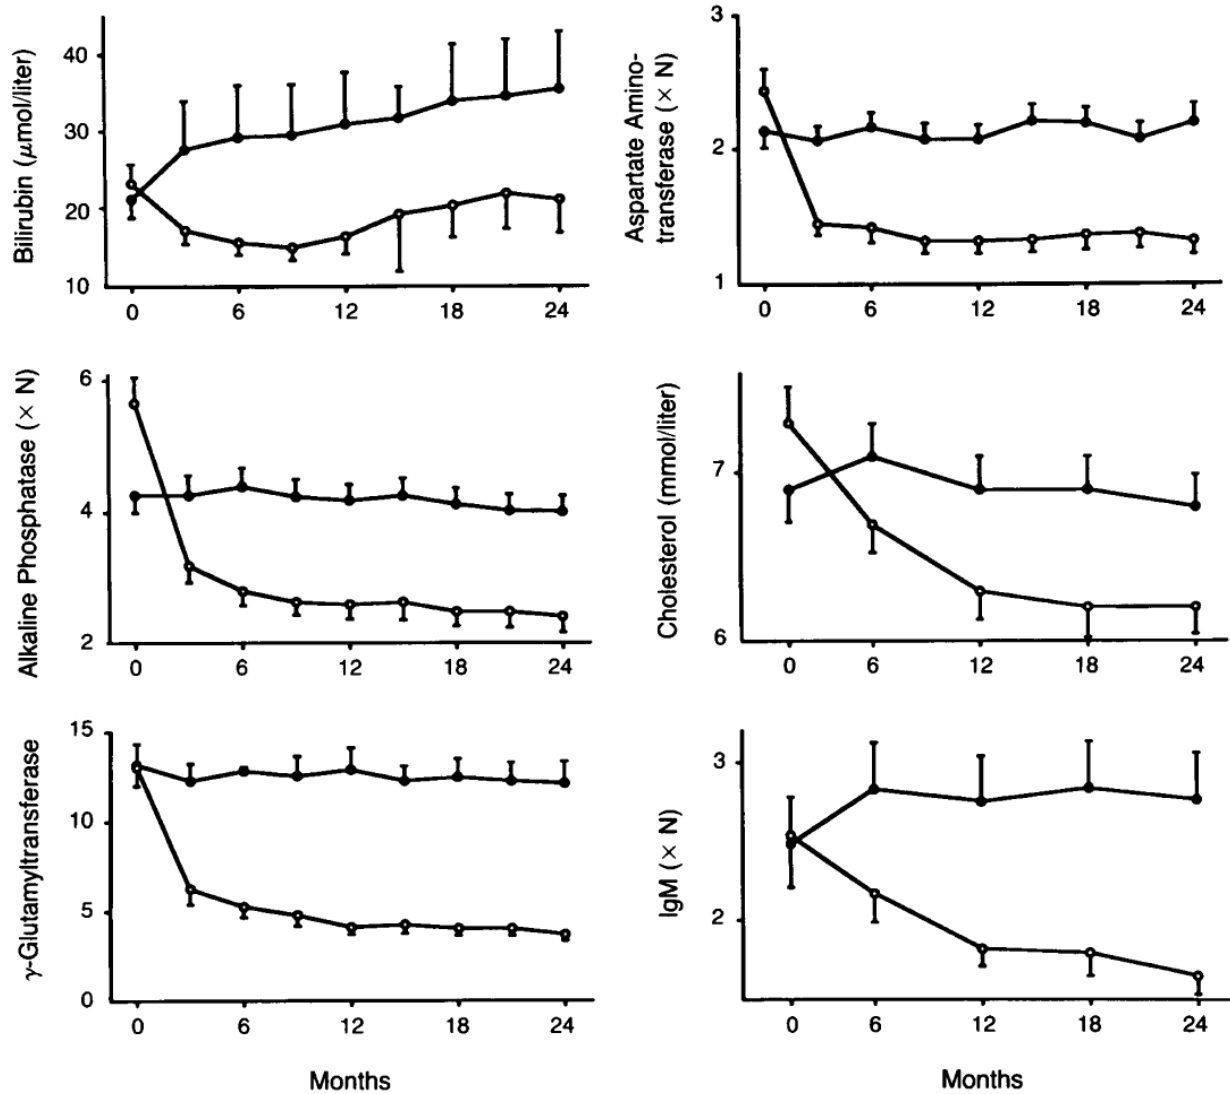 Bilirubin (μmol/liter)
40
30
20
10
0 6 12 18 24
Aspartate Amino-
transferase (× N)
3
2
1
0 6 12 18 24
Alkaline Phosphatase (× N)
6
4
2
0 6 12 18 24
Cholesterol (mmol/liter)
7
6
0 6 12 18 24
γ-Glutamyltransferase
15
10
5
0
0 6 12 18 24
Months
IgM (× N)
3
2
0 6 12 18 24
Months